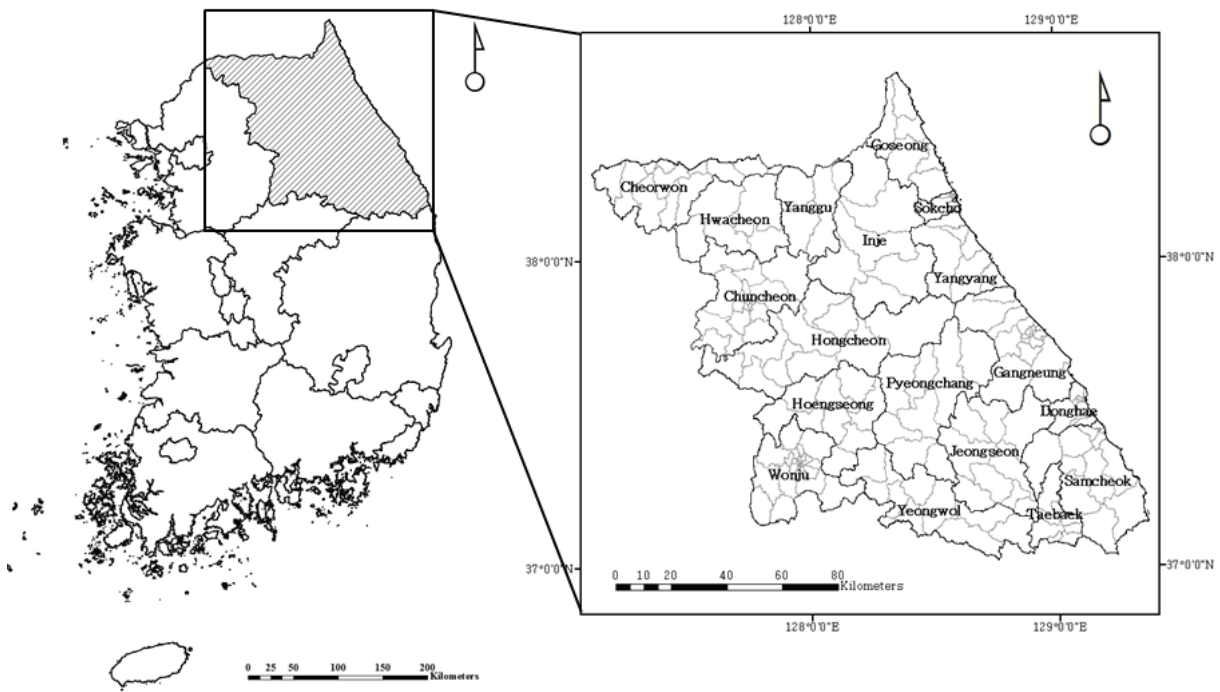 128°0'0"E
129°0'0"E
Goseong
Cheorwon
Sokcho
Hwacheon
Yanggu
Inje
38°0'0"N
38°0'0"N
Yangyang
Chuncheon
Hongcheon
Gangneung
Pyeongchang
Hoengseong
Donghae
Jeongseon
Wonju
Samcheok
Yeongwol
Taebaek
37°0'0"N
37°0'0"N
0 10 20 40 60 80
Kilometers
128°0'0"E
129°0'0"E
0 25 50 100 150 200
Kilometers